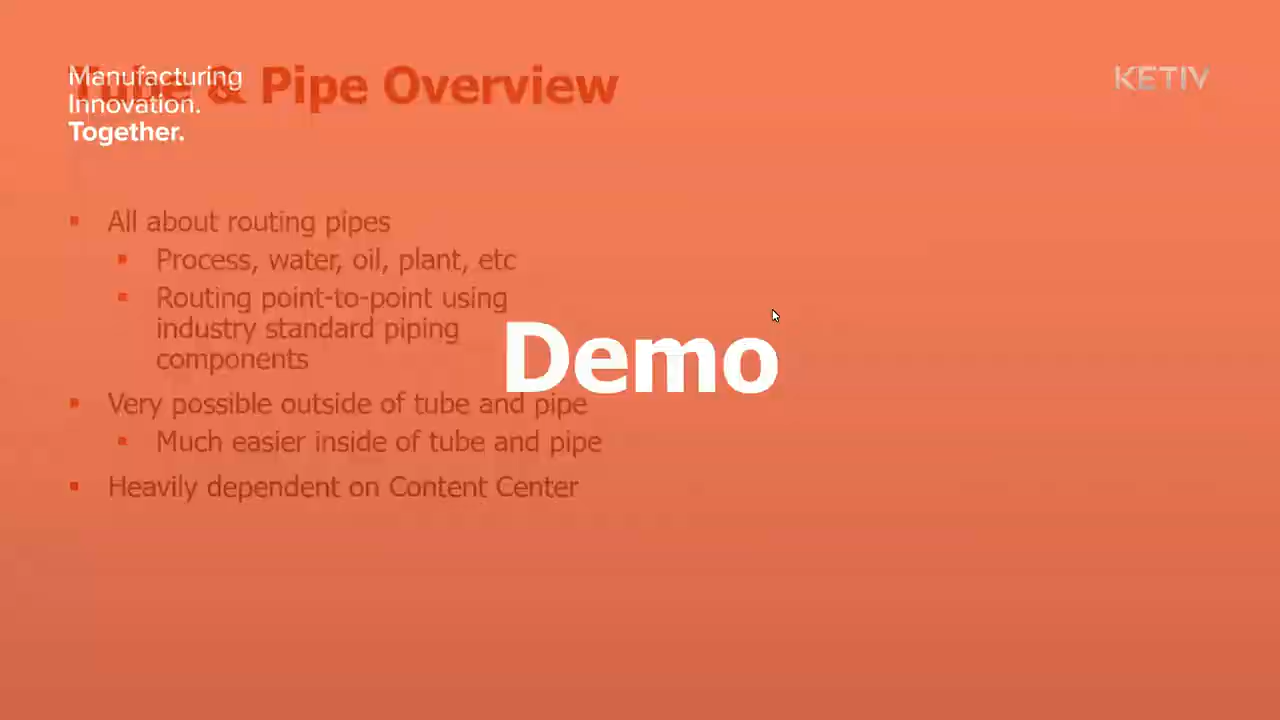 Manufacturing
Innovation.
Together.
Tube & Pipe Overview
KETIV
▪ All about routing pipes
▪ Process, water, oil, plant, etc
▪ Routing point-to-point using
industry standard piping
components
Demo
▪ Very possible outside of tube and pipe
▪ Much easier inside of tube and pipe
▪ Heavily dependent on Content Center